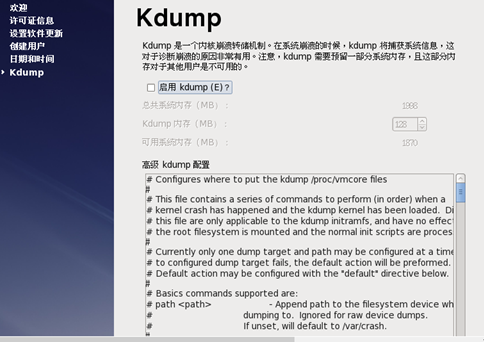 欢迎
许可证信息
设置软件更新
创建用户
日期和时间
Kdump
Kdump
Kdump 是一个内核崩溃转储机制。在系统崩溃的时候，kdump 将捕获系统信息，这
对于诊断崩溃的原因非常有用。注意，kdump 需要预留一部分系统内存，且这部分内
存对于其他用户是不可用的。
启用 kdump (E)？
总共系统内存（MB）： 1998
Kdump 内存（MB）： 128
可用系统内存（MB）： 1870
高级 kdump 配置
# Configures where to put the kdump /proc/vmcore files
#
# This file contains a series of commands to perform (in order) when a
# kernel crash has happened and the kdump kernel has been loaded. Di
# this file are only applicable to the kdump initramfs, and have no effec
# the root filesystem is mounted and the normal init scripts are proces
#
# Currently only one dump target and path may be configured at a time
# to configured dump target fails, the default action will be preformed.
# Default action may be configured with the "default" directive below.
#
# Basics commands supported are:
# path <path> - Append path to the filesystem device wh
# dumping to. Ignored for raw device dumps.
# If unset, will default to /var/crash.
#